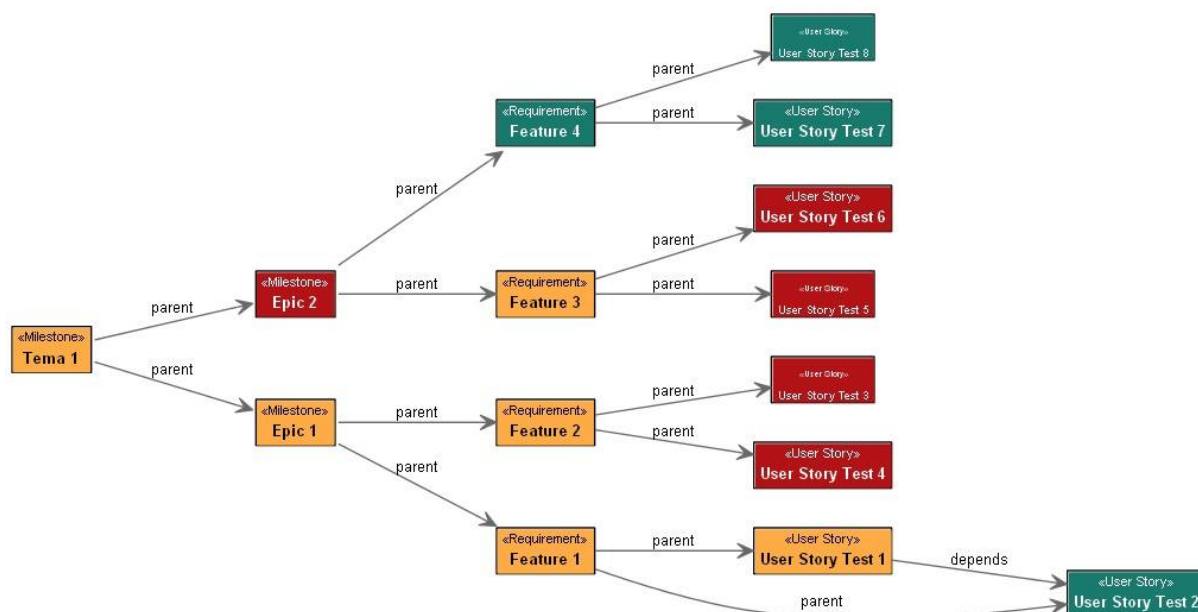 «User Story»
User Story Test 8
parent
«Requirement»
Feature 4
parent
«User Story»
User Story Test 7
parent
«User Story»
User Story Test 6
parent
«Milestone»
Epic 2
parent
«Requirement»
Feature 3
parent
«User Story»
User Story Test 5
parent
«Milestone»
Tema 1
parent
«User Story»
User Story Test 3
parent
«Milestone»
Epic 1
parent
«Requirement»
Feature 2
parent
«User Story»
User Story Test 4
parent
«Requirement»
Feature 1
parent
«User Story»
User Story Test 1
depends
«User Story»
User Story Test 2
parent